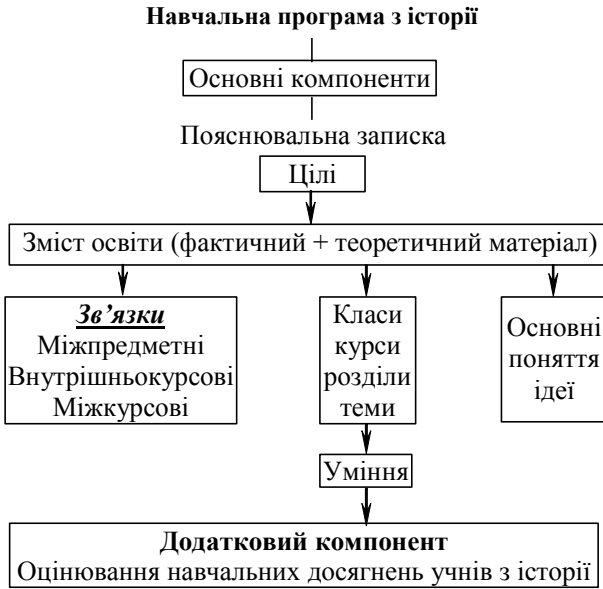 Навчальна програма з історії
Основні компоненти
Пояснювальна записка
Цілі
Зміст освіти (фактичний + теоретичний матеріал)
Зв’язки
Міжпредметні
Внутрішньокурсові
Міжкурсові
Класи
курси
розділи
теми
Основні
поняття
ідеї
Уміння
Додатковий компонент
Оцінювання навчальних досягнень учнів з історії